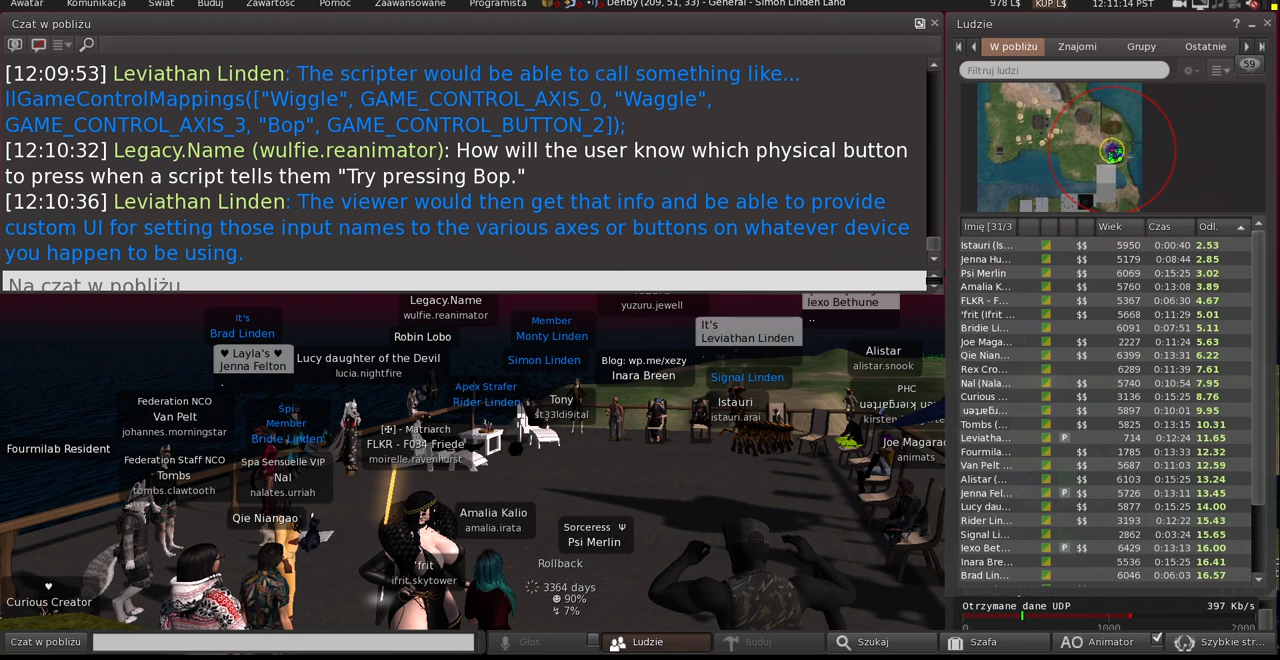 Awatar Komunikacja Świat Buduj Zawartość Pomoc Zaawansowane Programista Denby (209, 51, 33) - General - Simon Linden Land 978 L$ KUP L$ 12:11:14 PST
Czat w pobliżu
[12:09:53] Leviathan Linden: The scripter would be able to call something like...
llGameControlMappings(["Wiggle", GAME_CONTROL_AXIS_0, "Waggle",
GAME_CONTROL_AXIS_3, "Bop", GAME_CONTROL_BUTTON_2]);
[12:10:32] Legacy.Name (wulfie.reanimator): How will the user know which physical button
to press when a script tells them "Try pressing Bop."
[12:10:36] Leviathan Linden: The viewer would then get that info and be able to provide
custom UI for setting those input names to the various axes or buttons on whatever device
you happen to be using.
Na czat w pobliżu
Legacy.Name
wulfie.reanimator
yuzuru.jewell
Iexo Bethune
..
It's
Brad Linden
Robin Lobo
Member
Monty Linden
It's
Leviathan Linden
♥ Layla's ♥
Jenna Felton
Lucy daughter of the Devil
lucia.nightfire
Simon Linden
Blog: wp.me/xezy
Inara Breen
Alistar
alistar.snook
Signal Linden
Apex Strafer
Rider Linden
Tony
st33ldi9ital
Istauri
istauri.arai
PHC
Federation NCO
Van Pelt
johannes.morningstar
Śpi
Member
Bridie Linden
[✠] - Matriarch
FLKR - F034 Friede
moirelle.ravenhurst
Joe Magarac
animats
Fourmilab Resident
Federation Staff NCO
Tombs
tombs.clawtooth
Spa Sensuelle VIP
Nal
nalates.urriah
Qie Niangao
Amalia Kalio
amalia.irata
Sorceress Ψ
Psi Merlin
'frit
ifrit.skytower
Rollback
3364 days
☻ 90%
↯ 7%
♥
Curious Creator
Ludzie
? _ ×
W pobliżu Znajomi Grupy Ostatnie
Filtruj ludzi
59
Imię [31/3 Wiek Czas Odl.
Istauri (Is... $$ 5950 0:00:40 2.53
Jenna Hu... $$ 5179 0:08:44 2.85
Psi Merlin $$ 6069 0:15:25 3.02
Amalia K... $$ 5760 0:13:08 3.89
FLKR - F... $$ 5367 0:06:30 4.67
'frit (Ifrit ... $$ 5668 0:11:29 5.01
Bridie Li... 6091 0:07:51 5.11
Joe Maga... $$ 2227 0:11:24 5.63
Qie Nian... $$ 6399 0:13:31 6.22
Rex Cro... 6289 0:11:39 7.61
Nal (Nala... $$ 5740 0:10:54 7.95
Curious ... $$ 3136 0:15:25 8.76
$$ 5897 0:01:01 9.95
Tombs (... $$ 5825 0:13:15 10.31
Leviatha... P 714 0:12:24 11.65
Fourmila... $$ 1785 0:13:33 12.32
Van Pelt ... $$ 5687 0:11:03 12.59
Alistar (... $$ 6103 0:15:25 13.24
Jenna Fel... P $$ 5726 0:13:11 13.45
Lucy dau... $$ 5877 0:15:25 14.00
Rider Lin... $$ 3193 0:12:22 15.43
Signal Li... 2862 0:03:24 15.65
Iexo Bet... P $$ 6429 0:13:13 16.00
Inara Bre... 5536 0:15:25 16.41
Brad Lin... 6046 0:06:03 16.57
Otrzymane dane UDP 397 Kb/s
0 1000 2000
Czat w pobliżu Głos Ludzie Buduj Szukaj Szafa AO Animator Szybkie str...